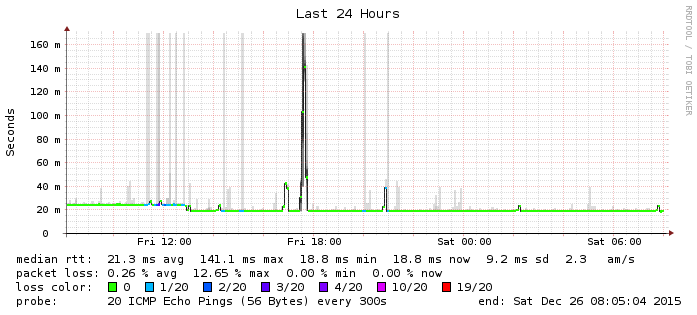 Last 24 Hours
RRDTOOL / TOBI OETIKER
Seconds
160 m
140 m
120 m
100 m
80 m
60 m
40 m
20 m
0
Fri 12:00 Fri 18:00 Sat 00:00 Sat 06:00
median rtt: 21.3 ms avg 141.1 ms max 18.8 ms min 18.8 ms now 9.2 ms sd 2.3 am/s
packet loss: 0.26 % avg 12.65 % max 0.00 % min 0.00 % now
loss color: 0 1/20 2/20 3/20 4/20 10/20 19/20
probe: 20 ICMP Echo Pings (56 Bytes) every 300s end: Sat Dec 26 08:05:04 2015